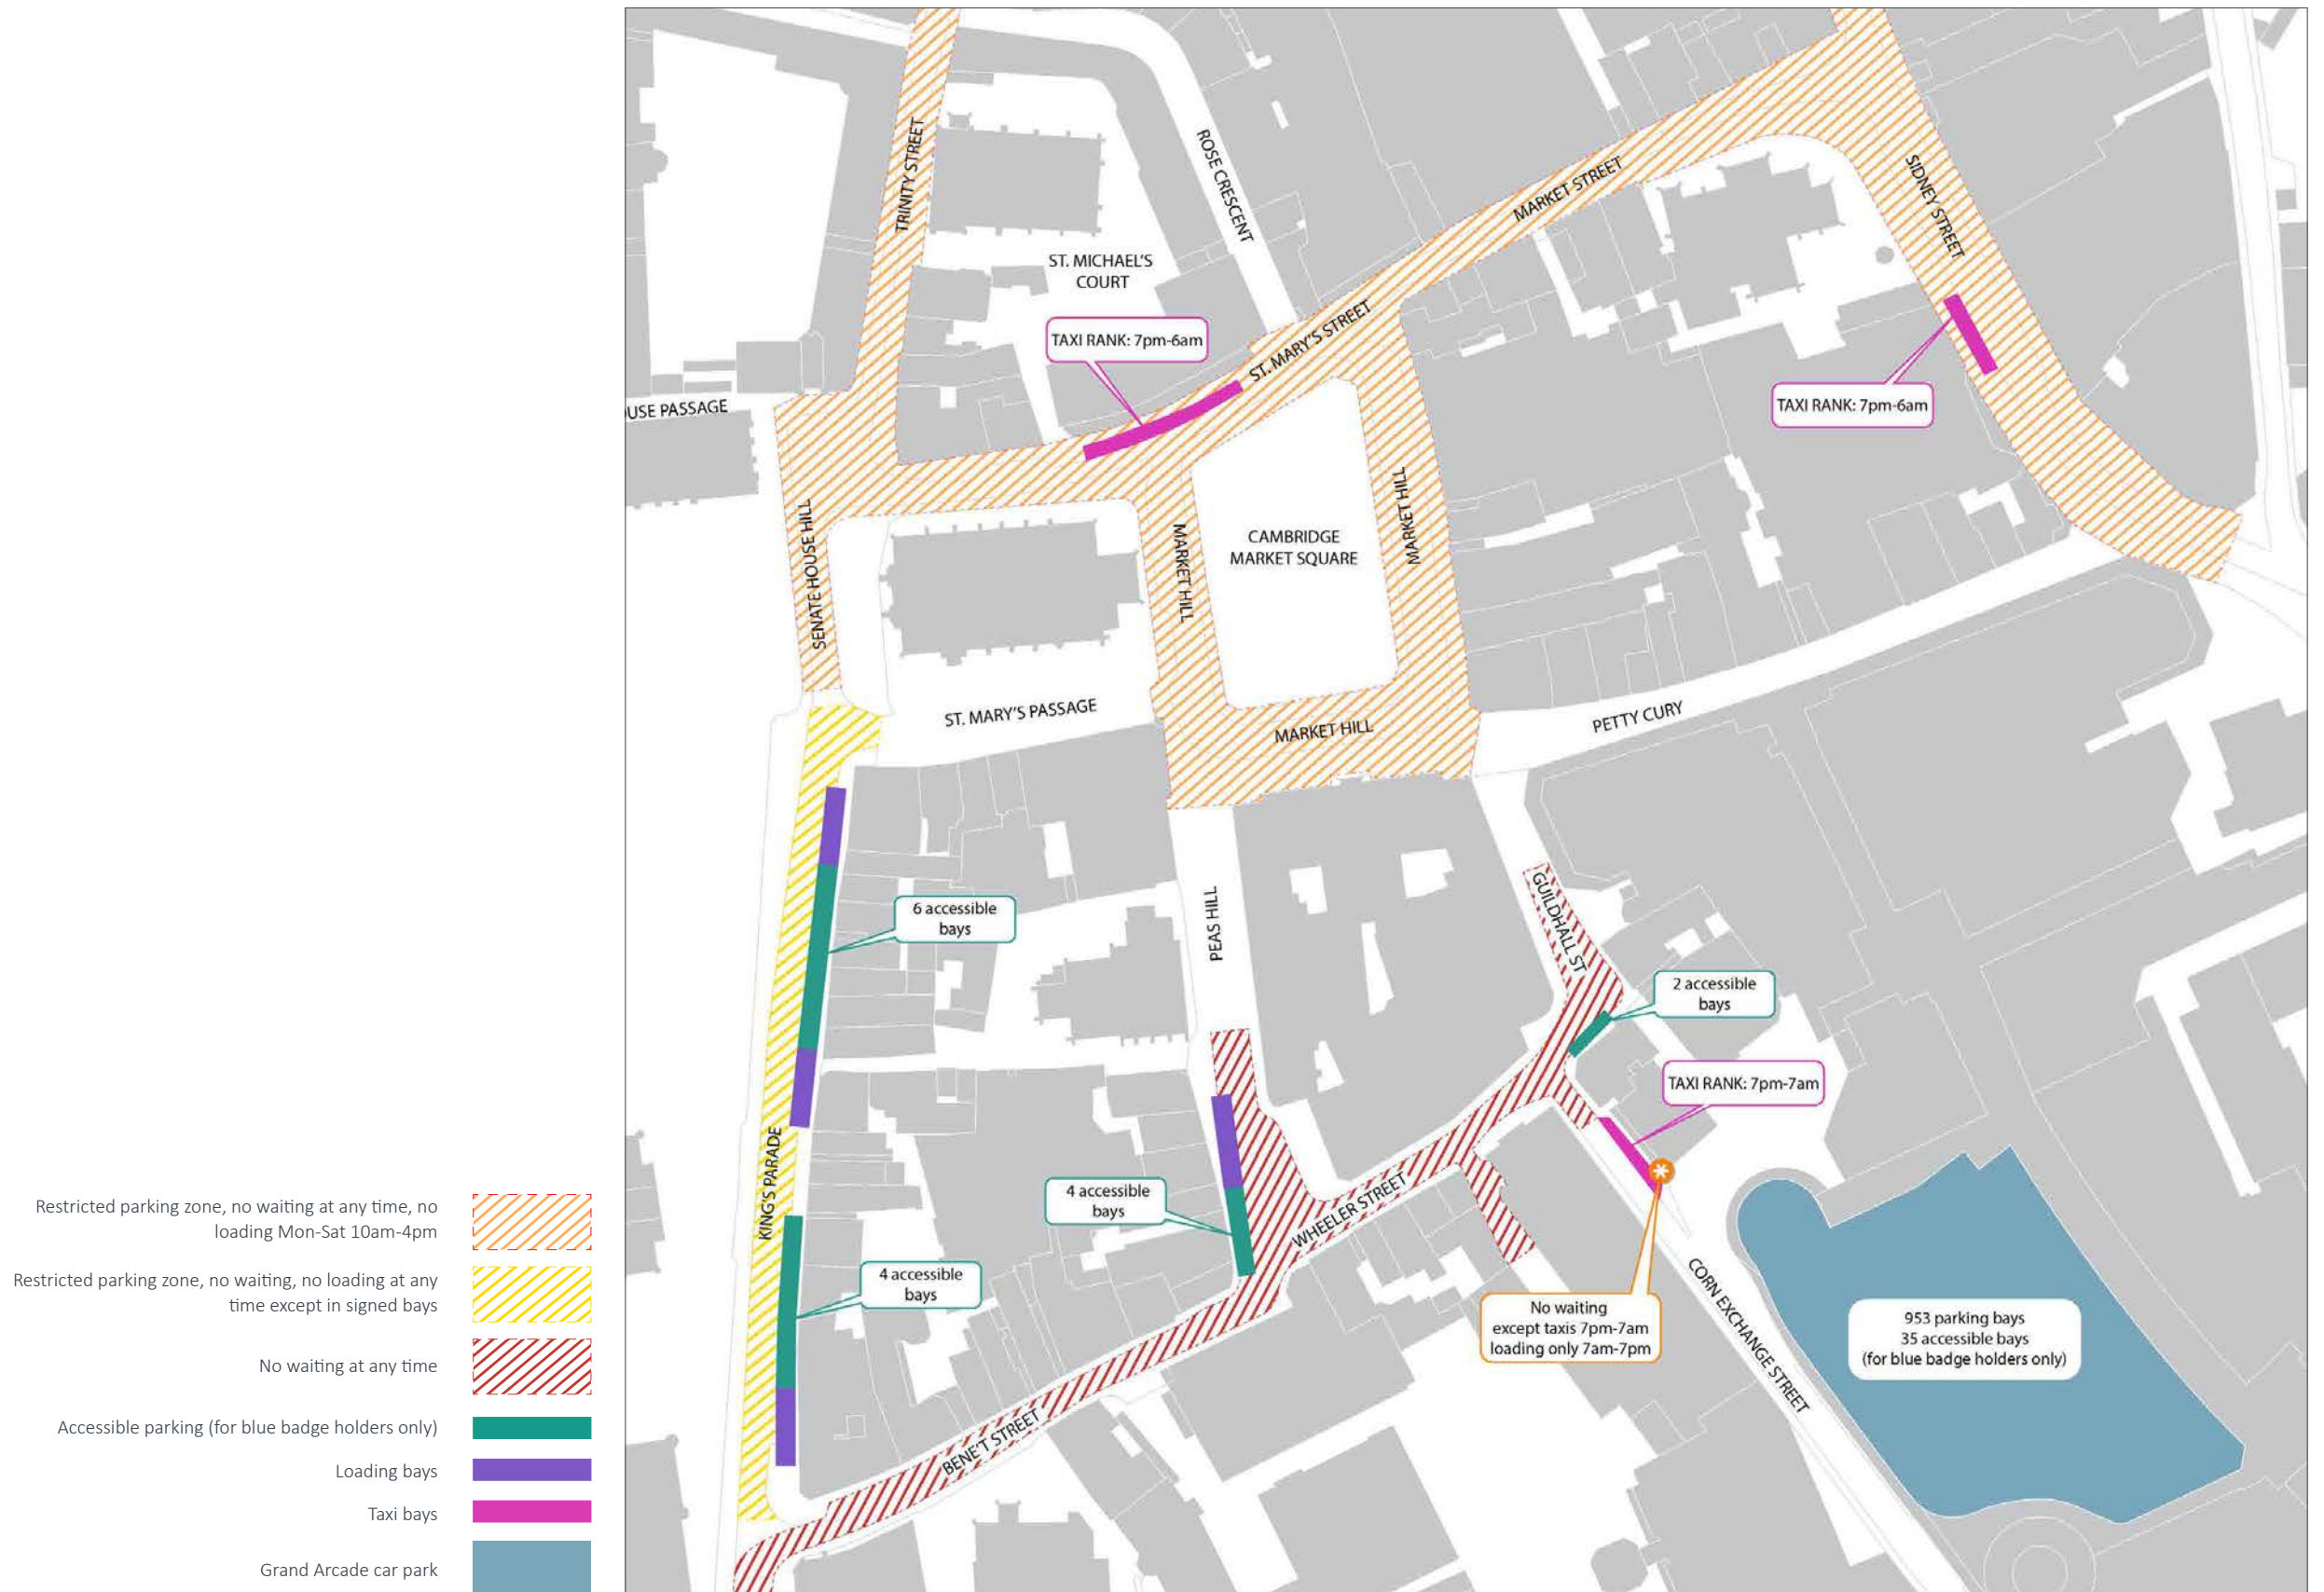 TRINITY STREET
ROSE CRESCENT
MARKET STREET
SIDNEY STREET
ST. MICHAEL'S
COURT
TAXI RANK: 7pm-6am
ST. MARY'S STREET
TAXI RANK: 7pm-6am
USE PASSAGE
SENATE HOUSE HILL
MARKET HILL
CAMBRIDGE
MARKET SQUARE
MARKET HILL
ST. MARY'S PASSAGE
MARKET HILL
PETTY CURY
6 accessible
bays
PEAS HILL
GUILDHALL ST
2 accessible
bays
TAXI RANK: 7pm-7am
KING'S PARADE
4 accessible
bays
WHEELER STREET
4 accessible
bays
No waiting
except taxis 7pm-7am
loading only 7am-7pm
CORN EXCHANGE STREET
953 parking bays
35 accessible bays
(for blue badge holders only)
BENE'T STREET
Restricted parking zone, no waiting at any time, no
loading Mon-Sat 10am-4pm
Restricted parking zone, no waiting, no loading at any
time except in signed bays
No waiting at any time
Accessible parking (for blue badge holders only)
Loading bays
Taxi bays
Grand Arcade car park